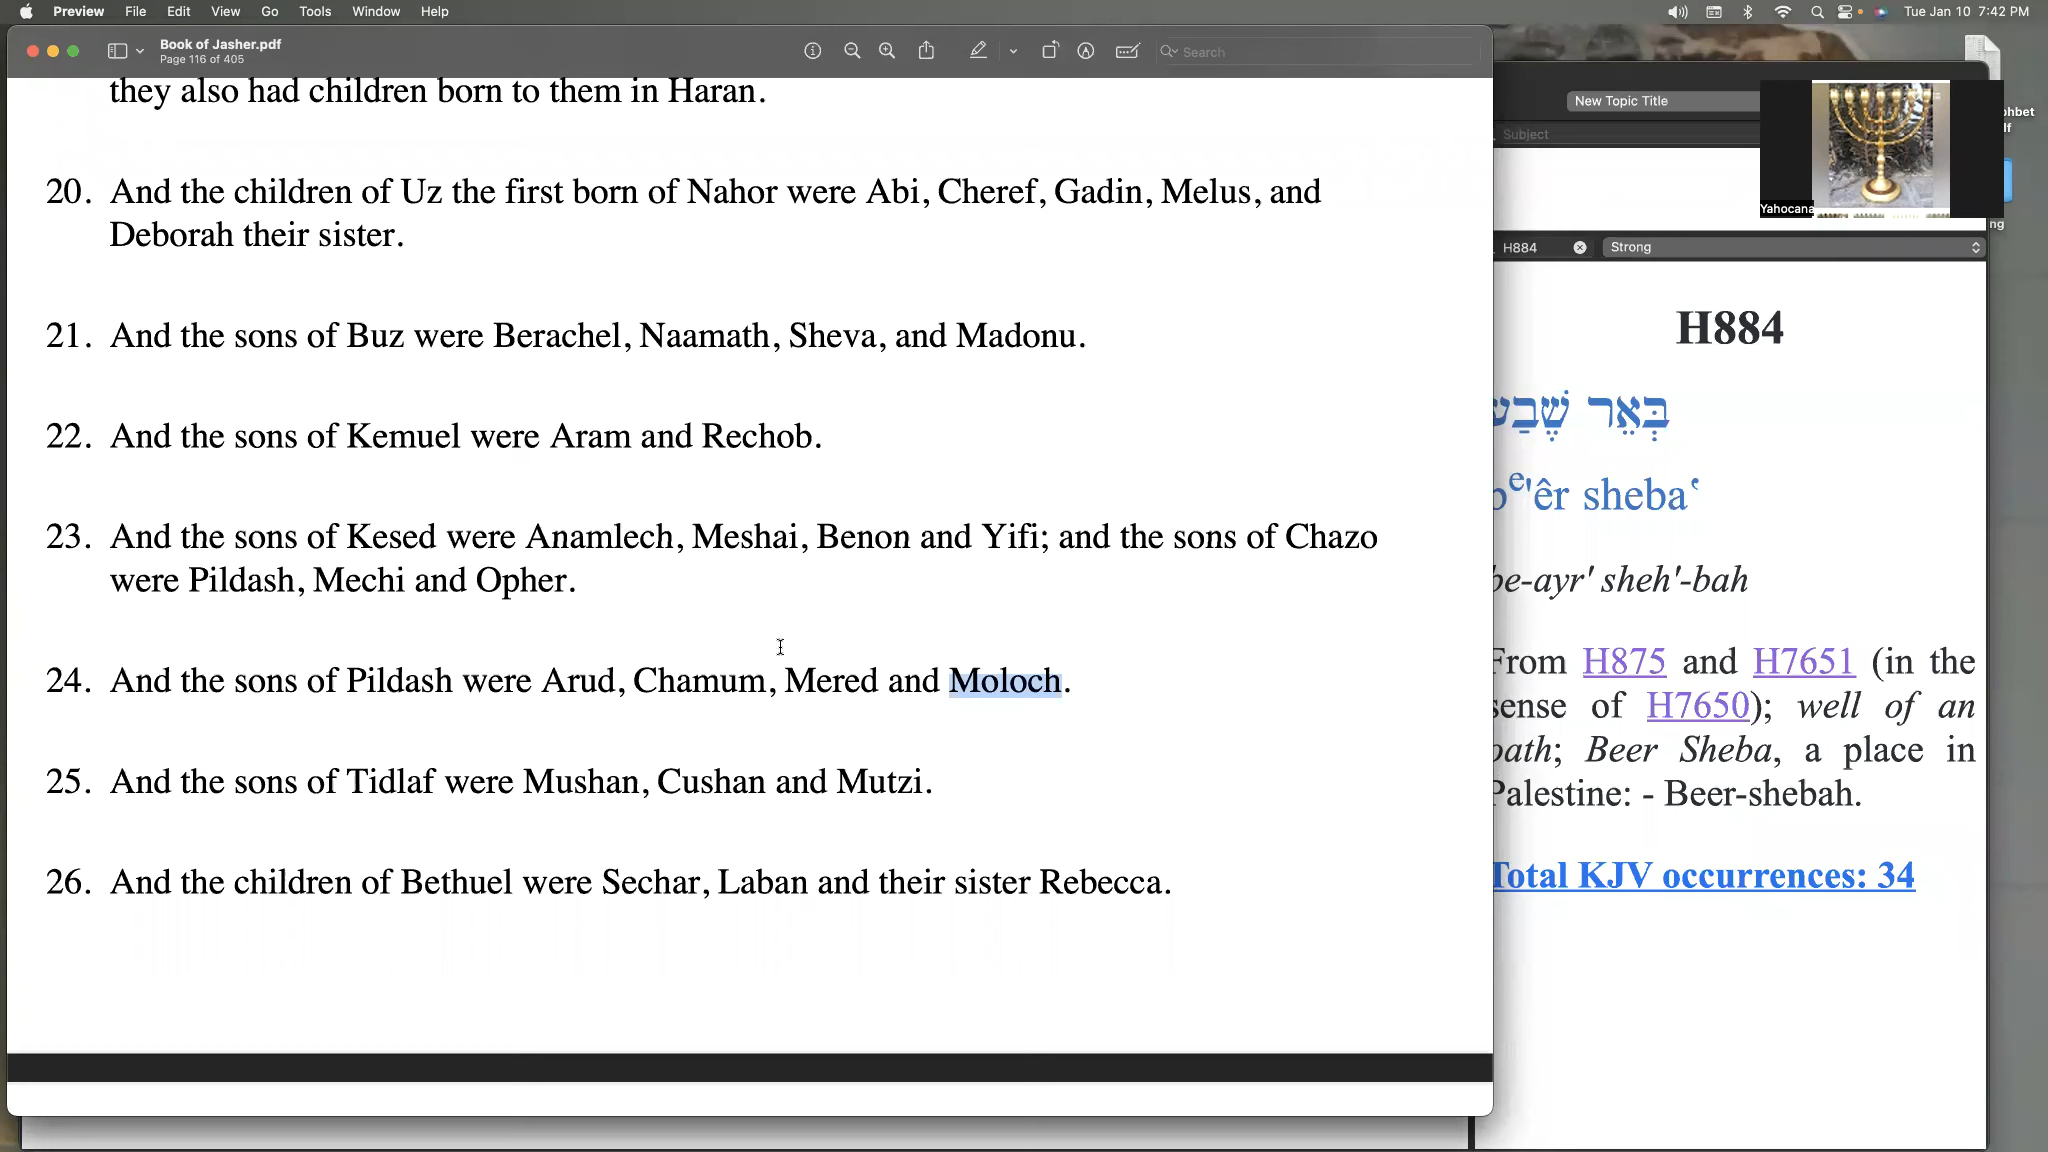 Preview File Edit View Go Tools Window Help
Tue Jan 10 7:42 PM
Book of Jasher.pdf
Page 116 of 405
Search
they also had children born to them in Haran.
20. And the children of Uz the first born of Nahor were Abi, Cheref, Gadin, Melus, and
Deborah their sister.
21. And the sons of Buz were Berachel, Naamath, Sheva, and Madonu.
22. And the sons of Kemuel were Aram and Rechob.
23. And the sons of Kesed were Anamlech, Meshai, Benon and Yifi; and the sons of Chazo
were Pildash, Mechi and Opher.
24. And the sons of Pildash were Arud, Chamum, Mered and Moloch.
25. And the sons of Tidlaf were Mushan, Cushan and Mutzi.
26. And the children of Bethuel were Sechar, Laban and their sister Rebecca.
New Topic Title
Subject
Yahocana
H884
Strong
H884
בְּאֵר שֶׁבַע
be'êr sheba‛
be-ayr' sheh'-bah
From H875 and H7651 (in the
sense of H7650); well of an
oath; Beer Sheba, a place in
Palestine: - Beer-shebah.
Total KJV occurrences: 34